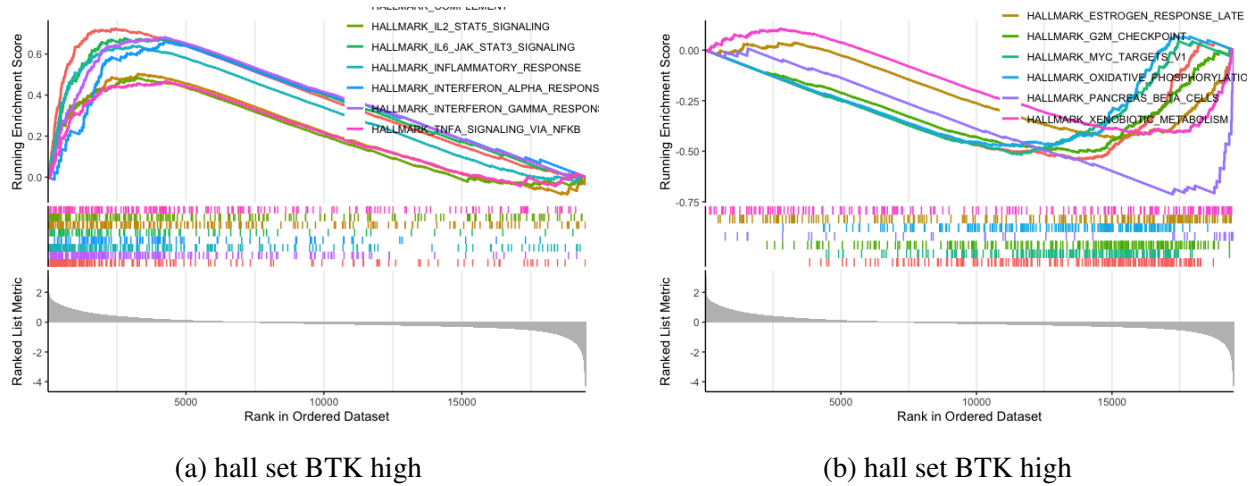 HALLMARK_COMPLEMENT
HALLMARK_IL2_STAT5_SIGNALING
HALLMARK_IL6_JAK_STAT3_SIGNALING
HALLMARK_INFLAMMATORY_RESPONSE
HALLMARK_INTERFERON_ALPHA_RESPONS
HALLMARK_INTERFERON_GAMMA_RESPON
HALLMARK_TNFA_SIGNALING_VIA_NFKB
Running Enrichment Score
0.6
0.4
0.2
0.0
Ranked List Metric
2
0
-2
-4
5000
10000
15000
Rank in Ordered Dataset
(a) hall set BTK high
HALLMARK_ESTROGEN_RESPONSE_LATE
HALLMARK_G2M_CHECKPOINT
HALLMARK_MYC_TARGETS_V1
HALLMARK_OXIDATIVE_PHOSPHORYLATIO
HALLMARK_PANCREAS_BETA_CELLS
HALLMARK_XENOBIOTIC_METABOLISM
Running Enrichment Score
0.00
-0.25
-0.50
-0.75
Ranked List Metric
2
0
-2
-4
5000
10000
15000
Rank in Ordered Dataset
(b) hall set BTK high